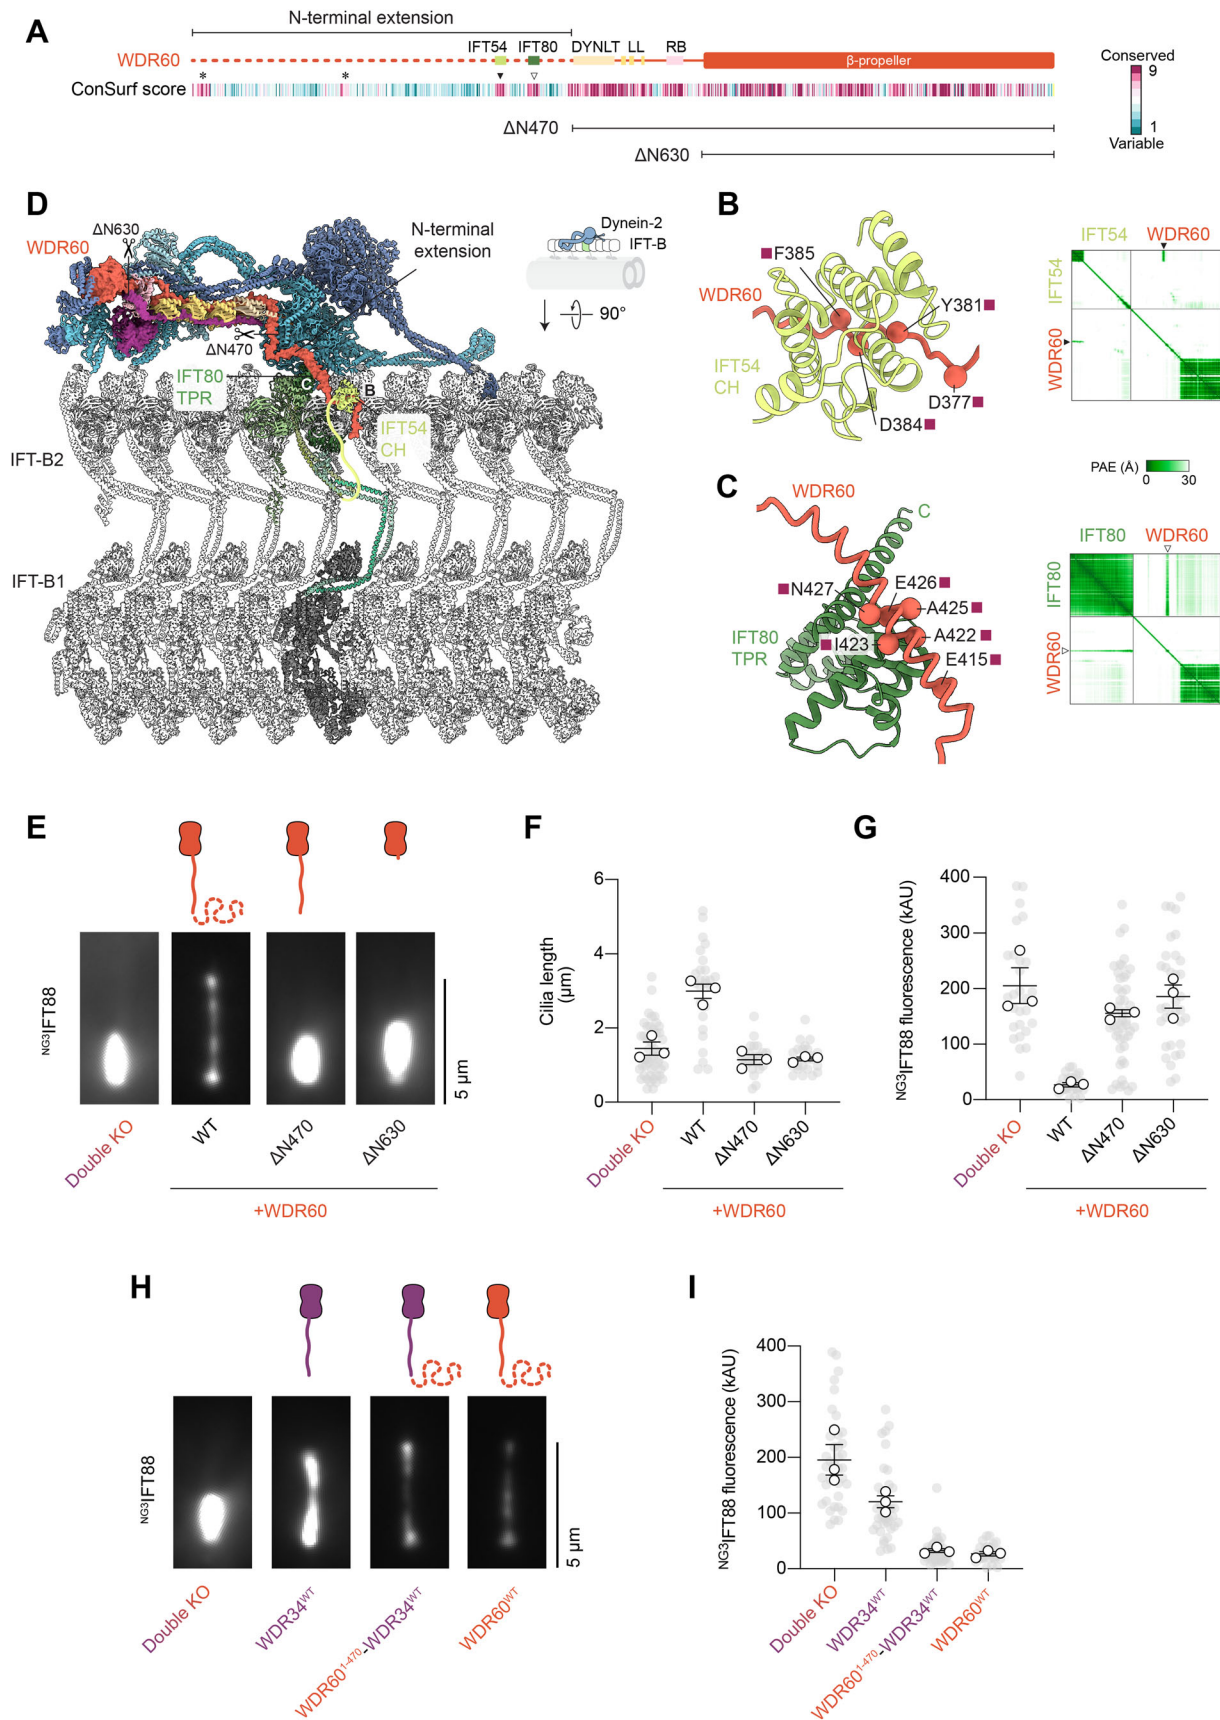 A
N-terminal extension
IFT54 IFT80 DYNLT LL RB
WDR60
β-propeller
* *
ConSurf score
Conserved
9
1
Variable
ΔN470
ΔN630
D
ΔN630
WDR60
N-terminal
extension
Dynein-2
IFT-B
90°
ΔN470
IFT80
TPR
C
B
IFT54
CH
IFT-B2
IFT-B1
B
F385
WDR60
Y381
IFT54
CH
D377
D384
IFT54 WDR60
IFT54
WDR60
PAE (Å)
0 30
C
WDR60
C
N427
E426
A425
A422
I423
E415
IFT80
TPR
IFT80 WDR60
IFT80
WDR60
E
NG3IFT88
5 µm
Double KO
WT
ΔN470
ΔN630
+WDR60
F
Cilia length
(µm)
6
4
2
0
Double KO
WT
ΔN470
ΔN630
+WDR60
G
NG3IFT88 fluorescence (kAU)
400
300
200
100
0
Double KO
WT
ΔN470
ΔN630
+WDR60
H
NG3IFT88
5 µm
Double KO
WDR34WT
WDR601-470-WDR34WT
WDR60WT
I
NG3IFT88 fluorescence (kAU)
400
300
200
100
0
Double KO
WDR34WT
WDR601-470-WDR34WT
WDR60WT